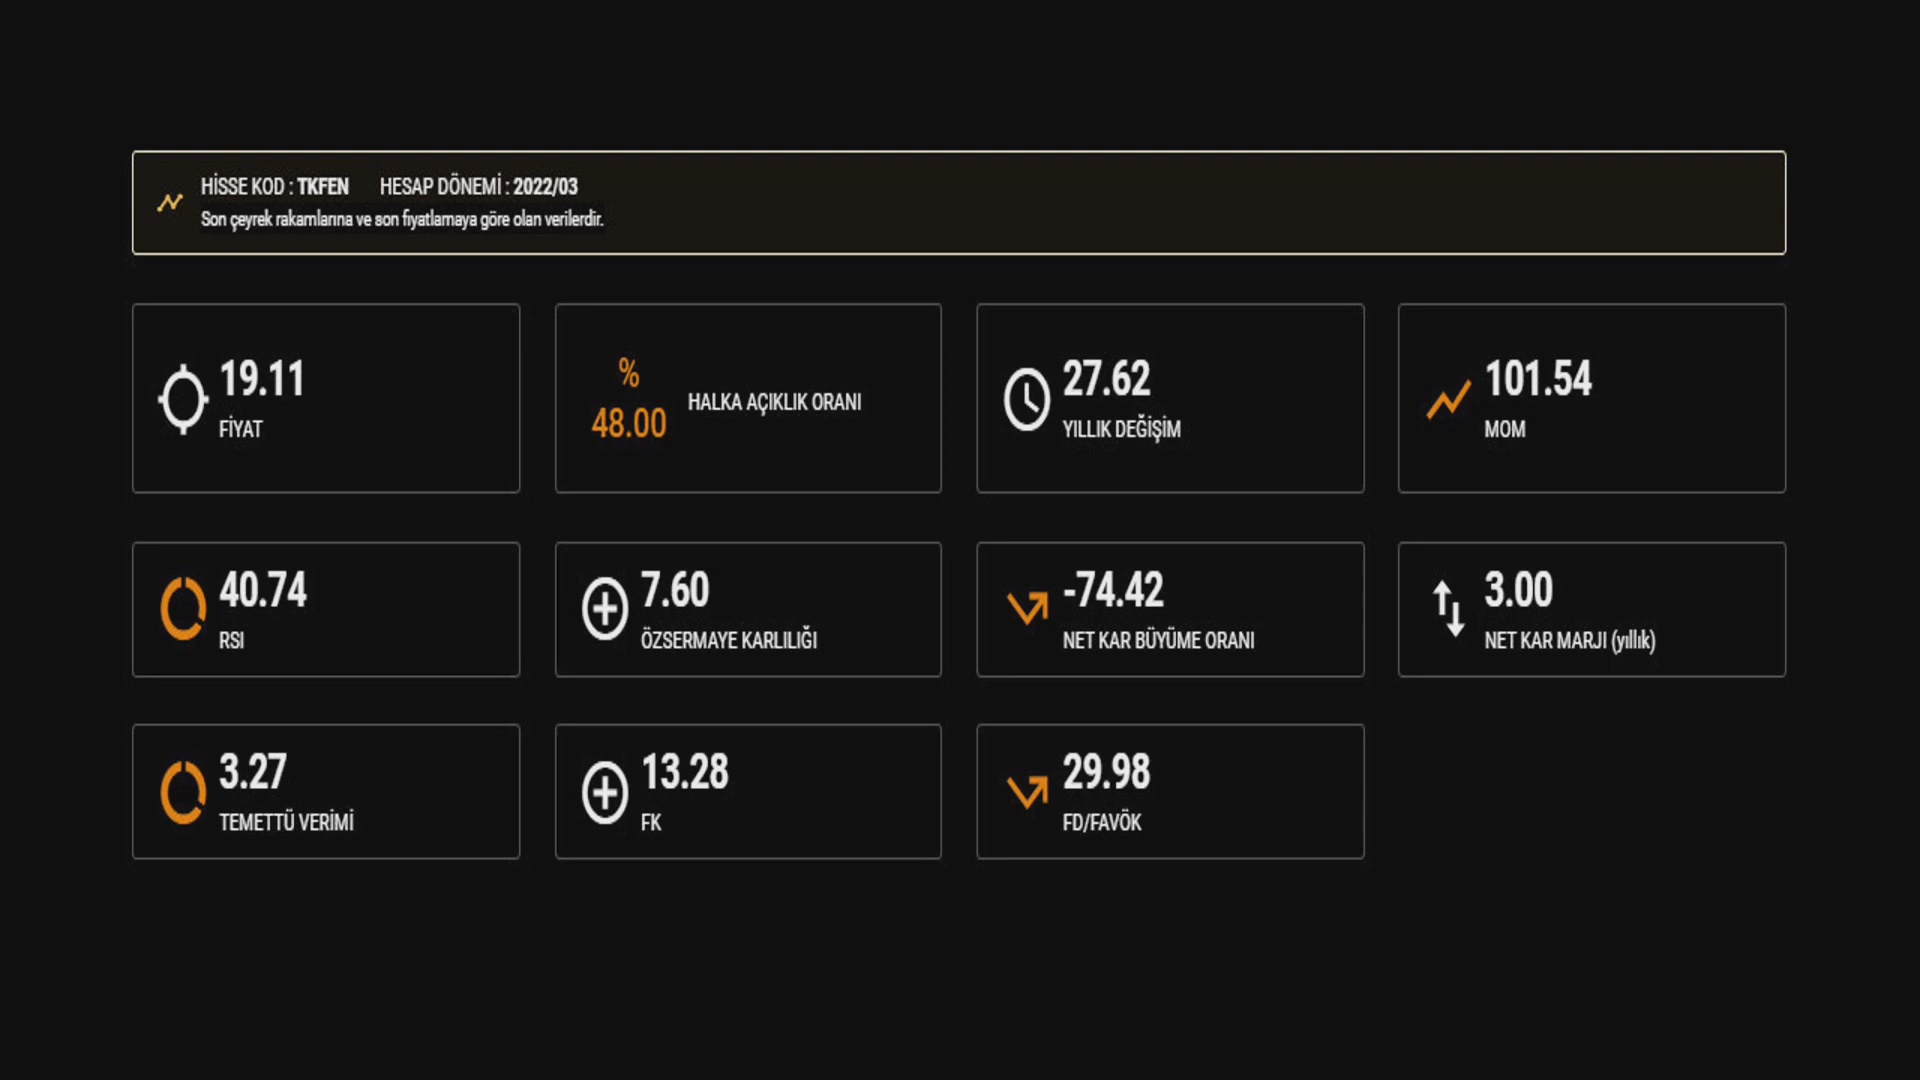 HİSSE KOD : TKFEN HESAP DÖNEMİ : 2022/03
Son çeyrek rakamlarına ve son fiyatlamaya göre olan verilerdir.
19.11
FİYAT
%
48.00
HALKA AÇIKLIK ORANI
27.62
YILLIK DEĞİŞİM
101.54
MOM
40.74
RSI
7.60
ÖZSERMAYE KARLILIĞI
-74.42
NET KAR BÜYÜME ORANI
3.00
NET KAR MARJI (yıllık)
3.27
TEMETTÜ VERİMİ
13.28
FK
29.98
FD/FAVÖK